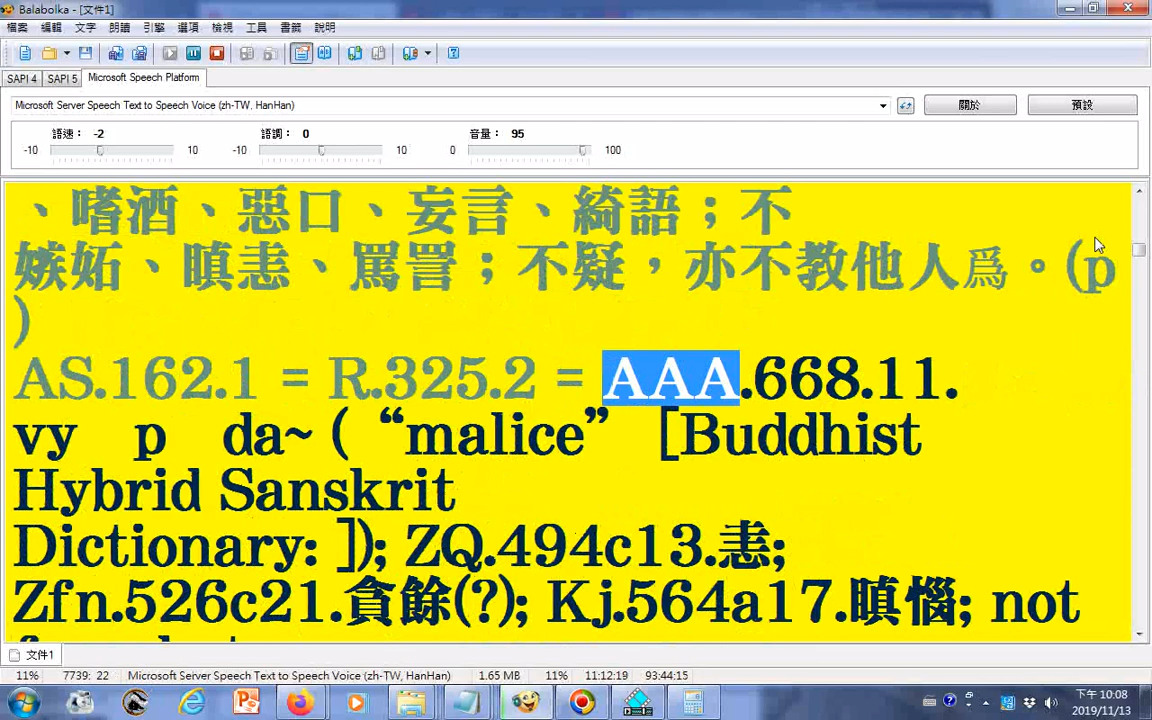 Balabolka - [文件1]
檔案 編輯 文字 朗讀 引擎 選項 檢視 工具 書籤 說明
SAPI 4 SAPI 5 Microsoft Speech Platform
Microsoft Server Speech Text to Speech Voice (zh-TW, HanHan) 關於 預設
語速： -2 語調： 0 音量： 95
-10 10 -10 10 0 100
、嗜酒、惡口、妄言、綺語；不
嫉妬、瞋恚、罵詈；不疑，亦不教他人爲。(p
)
AS.162.1 = R.325.2 = AAA.668.11.
vy p da~ ( “malice” [Buddhist
Hybrid Sanskrit
Dictionary: ]); ZQ.494c13.恚;
Zfn.526c21.貪餘(?); Kj.564a17.瞋惱; not
文件1
11% 7739: 22 Microsoft Server Speech Text to Speech Voice (zh-TW, HanHan) 1.65 MB 11% 11:12:19 93:44:15
下午 10:08
2019/11/13